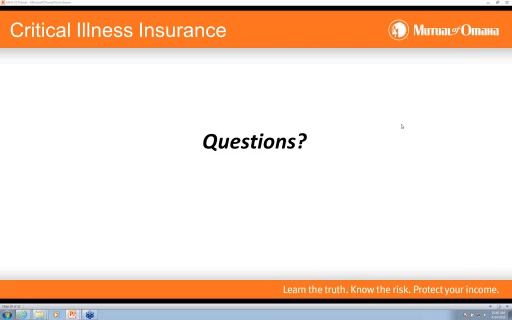 Critical Illness Insurance
Mutual of Omaha
Questions?
Learn the truth. Know the risk. Protect your income.